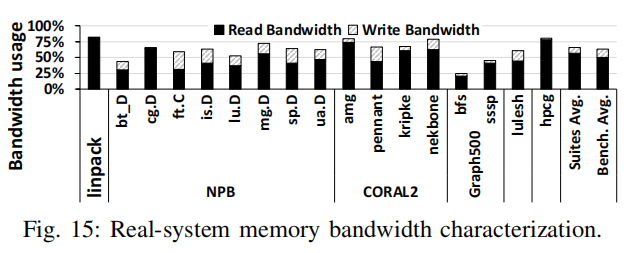 Read Bandwidth Write Bandwidth
Bandwidth usage
100%
75%
50%
25%
0%
linpack
bt_D
cg.D
ft.C
is.D
lu.D
mg.D
sp.D
ua.D
amg
pennant
kripke
nekbone
bfs
sssp
lulesh
hpcg
Suites Avg.
Bench. Avg.
NPB
CORAL2
Graph500
Fig. 15: Real-system memory bandwidth characterization.